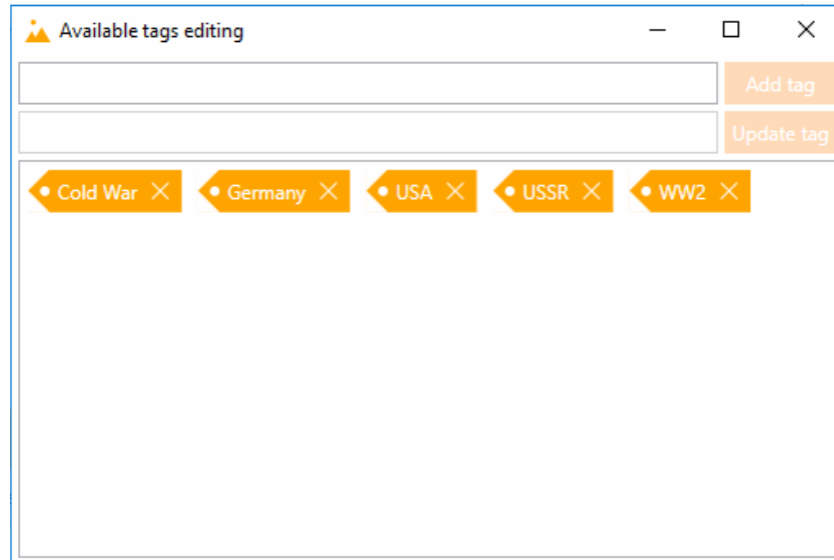 Available tags editing
Add tag
Update tag
Cold War Germany USA USSR WW2